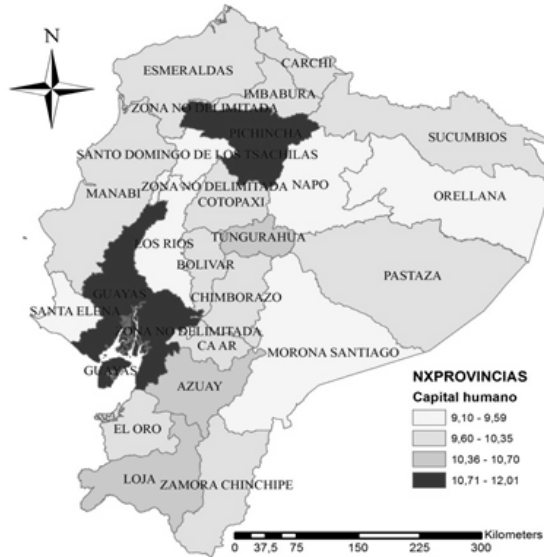 N
ESMERALDAS
CARCHI
IMBABURA
ZONA NO DELIMITADA
PICHINCHA
SUCUMBIOS
SANTO DOMINGO DE LOS TSACHILAS
ZONA NO DELIMITADA
NAPO
MANABI
COTOPAXI
ORELLANA
LOS RIOS
TUNGURAHUA
BOLIVAR
PASTAZA
GUAYAS
CHIMBORAZO
SANTA ELENA
ZONA NO DELIMITADA
CA AR
MORONA SANTIAGO
GUAYAS
AZUAY
EL ORO
LOJA
ZAMORA CHINCHIPE
NXPROVINCIAS
Capital humano
9,10 - 9,59
9,60 - 10,35
10,36 - 10,70
10,71 - 12,01
Kilometers
0 37,5 75 150 225 300